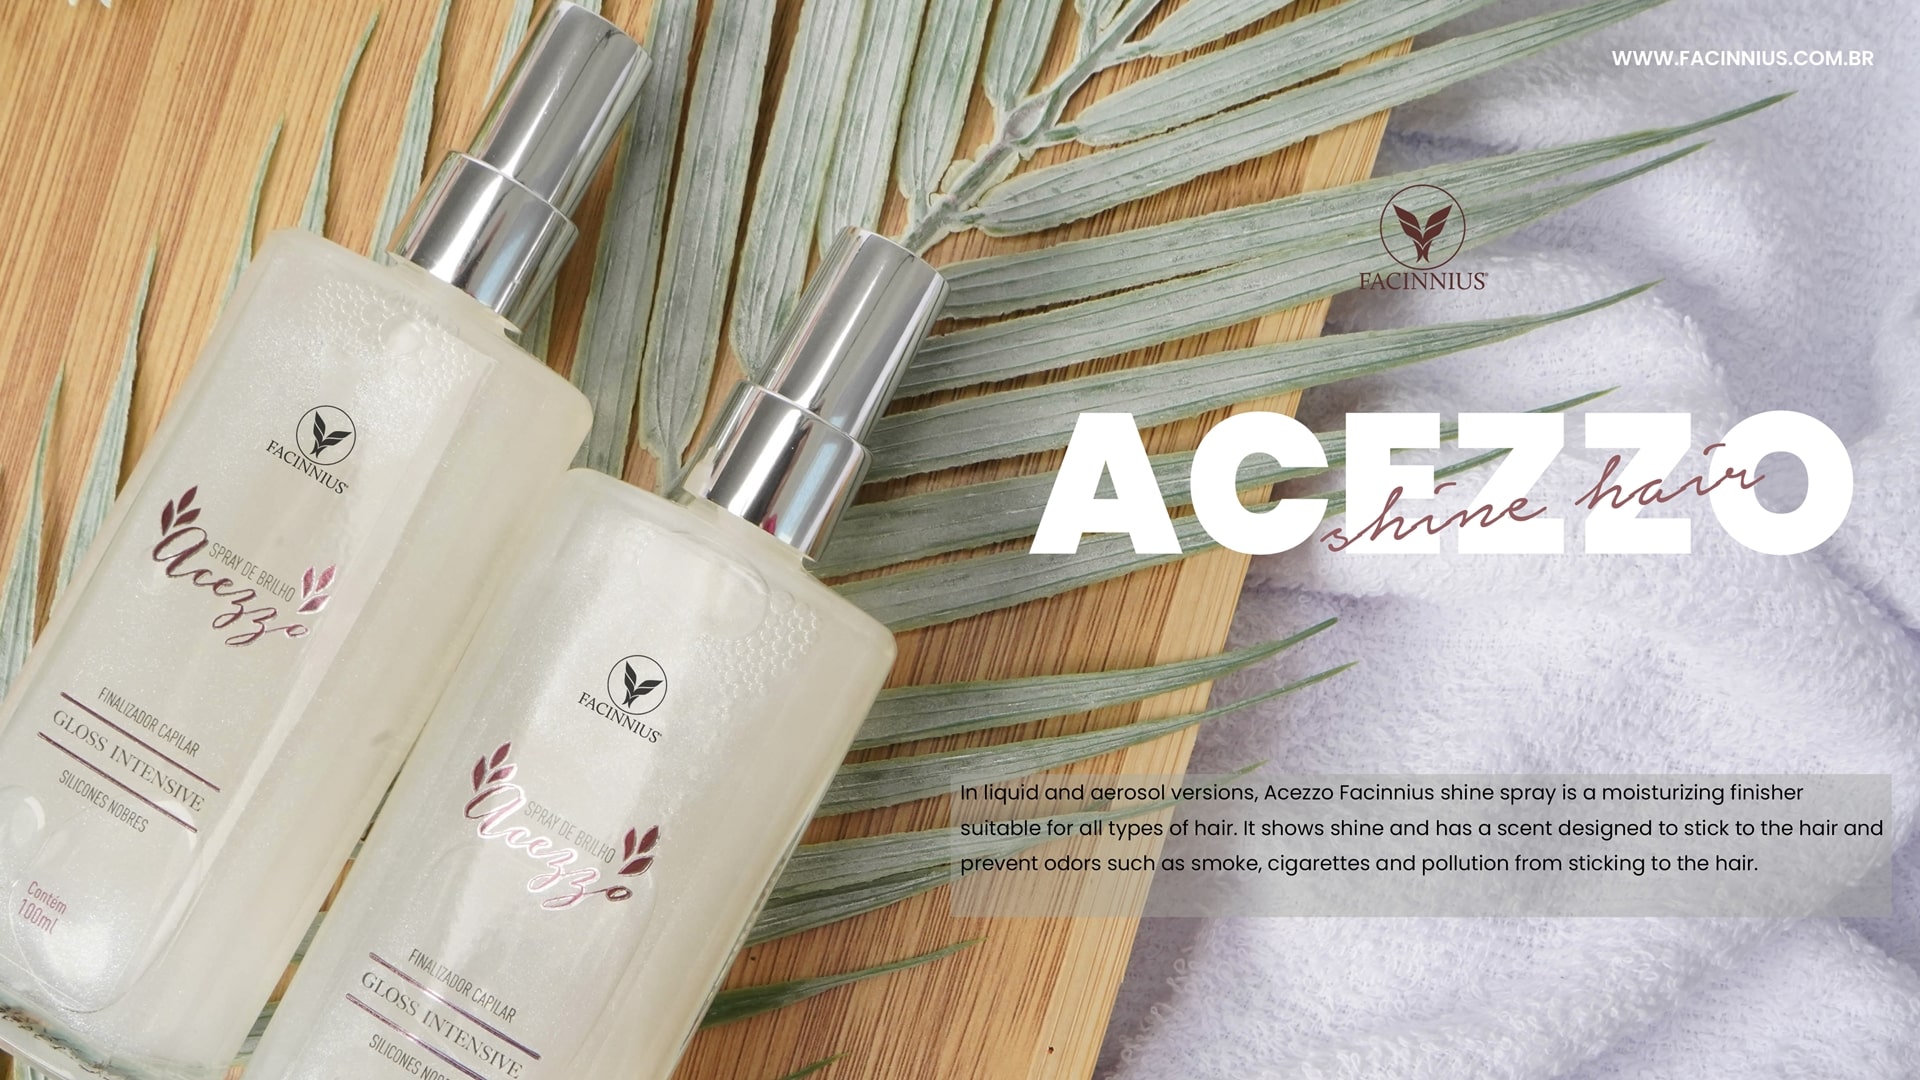 WWW.FACINNIUS.COM.BR
FACINNIUS
ACEZZO
shine hair
In liquid and aerosol versions, Acezzo Facinnius shine spray is a moisturizing finisher
suitable for all types of hair. It shows shine and has a scent designed to stick to the hair and
prevent odors such as smoke, cigarettes and pollution from sticking to the hair.
FACINNIUS
SPRAY DE BRILHO
Acezzo
FINALIZADOR CAPILAR
GLOSS INTENSIVE
SILICONES NOBRES
Contém
100ml
FACINNIUS
SPRAY DE BRILHO
Acezzo
FINALIZADOR CAPILAR
GLOSS INTENSIVE
SILICONES